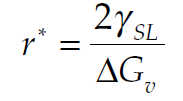 r* = 2γ_SL / ΔG_v